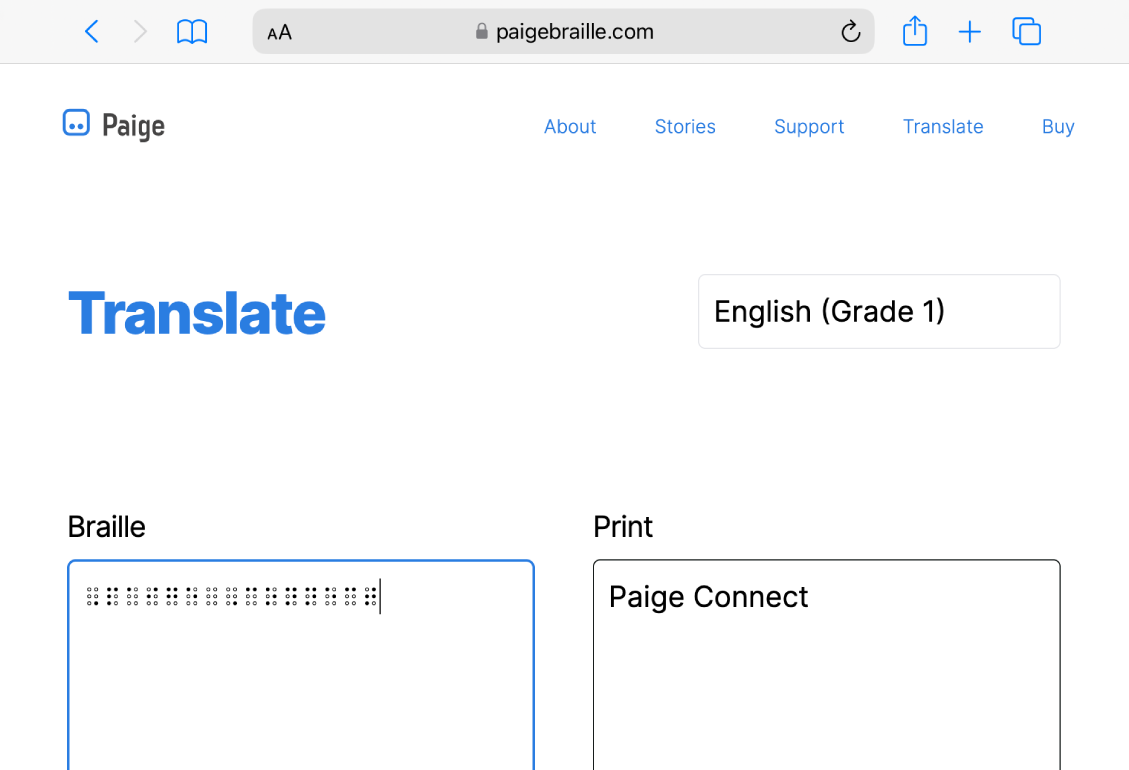 AA paigebraille.com
Paige About Stories Support Translate Buy
Translate
English (Grade 1)
Braille Print
⠠⠏⠁⠊⠛⠑⠀⠠⠉⠕⠝⠝⠑⠉⠞
Paige Connect